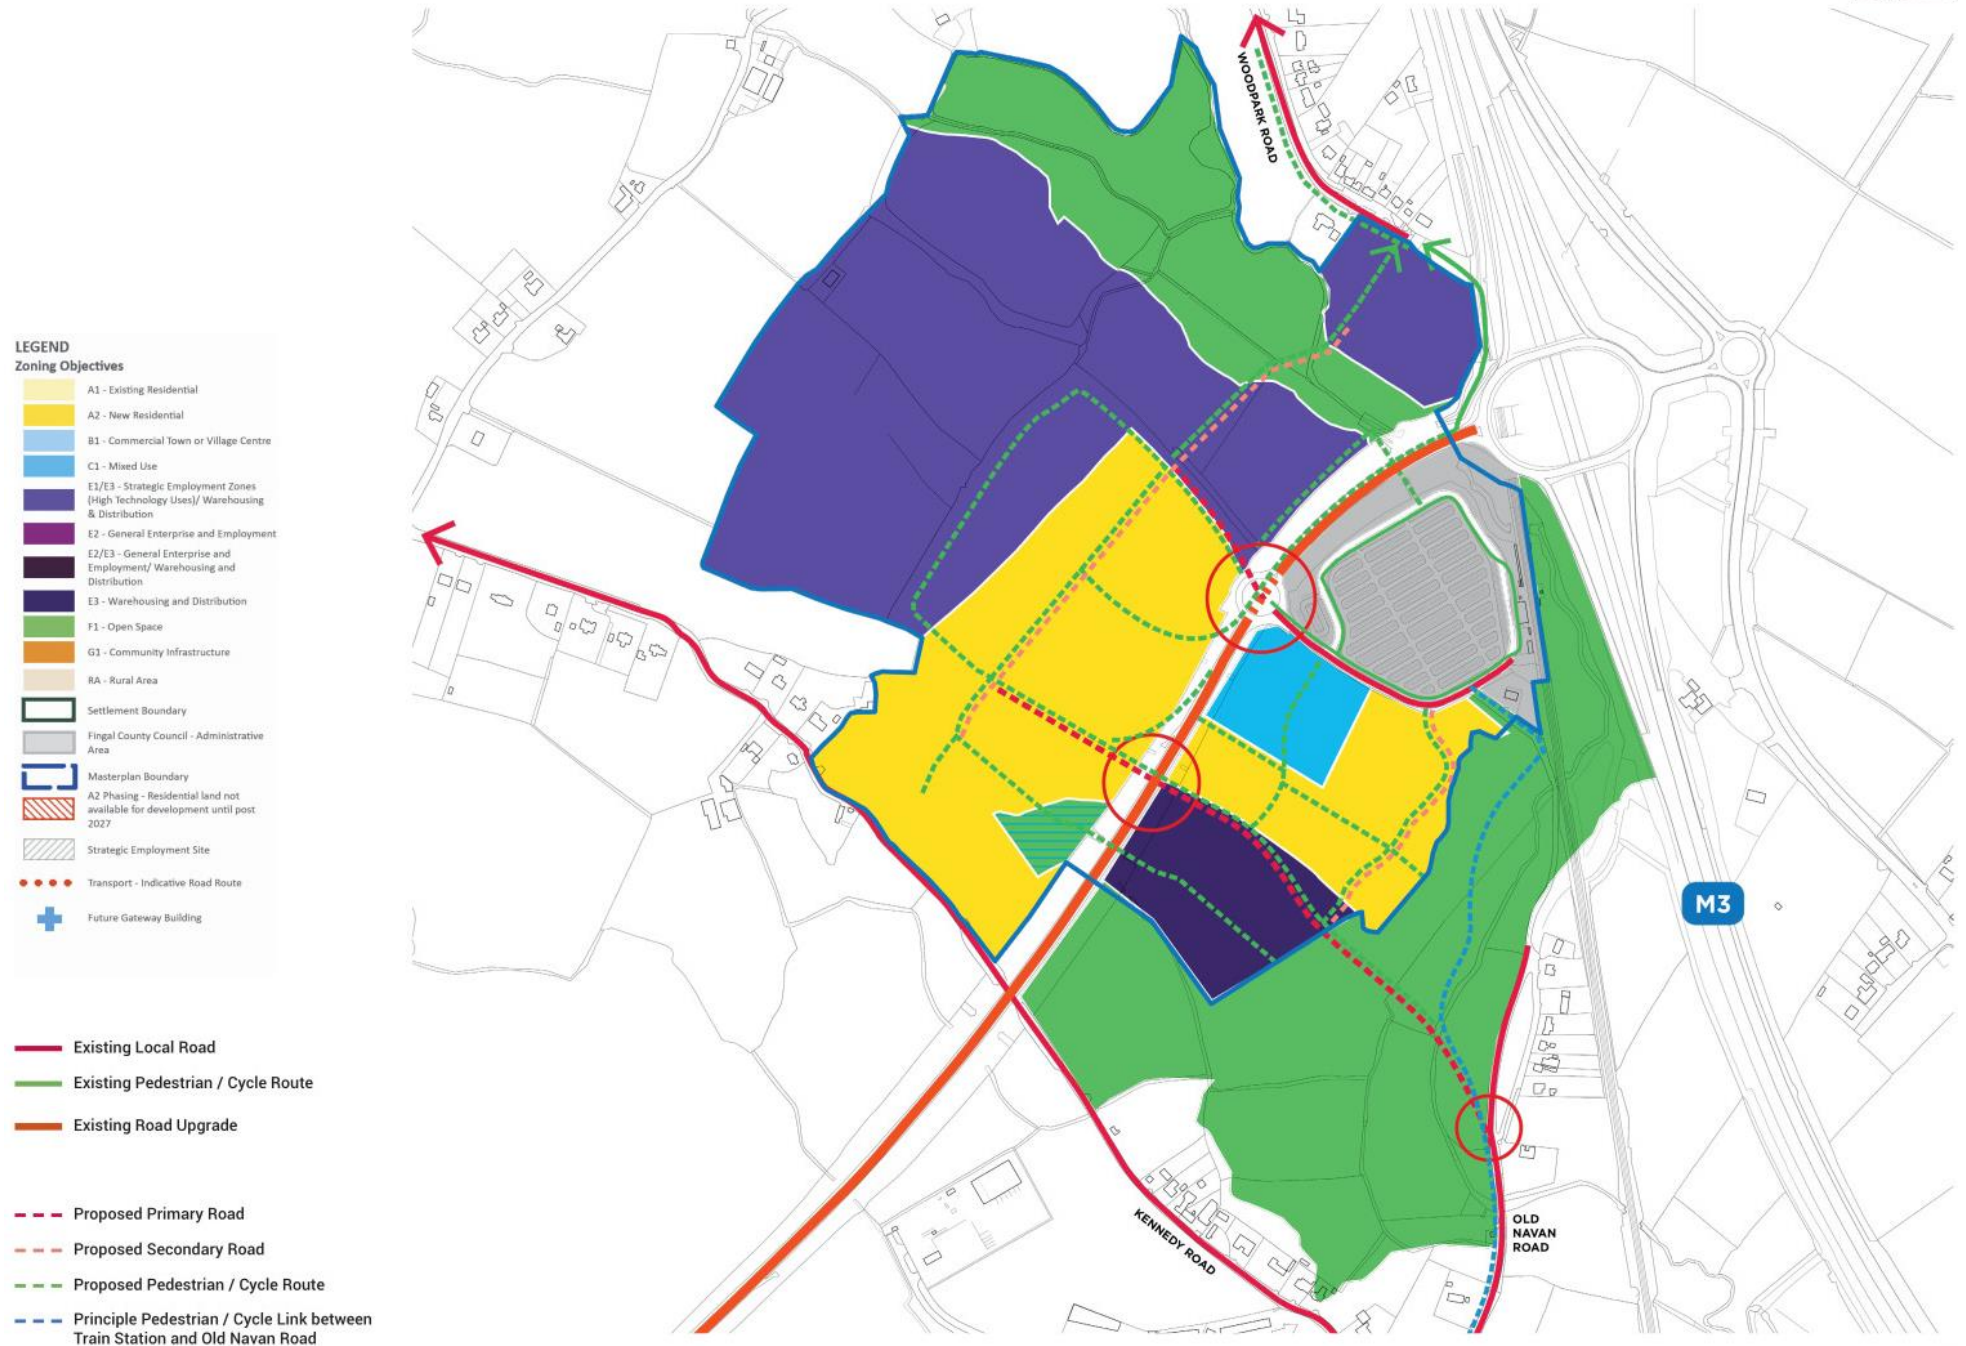 LEGEND
Zoning Objectives
A1 - Existing Residential
A2 - New Residential
B1 - Commercial Town or Village Centre
C1 - Mixed Use
E1/E3 - Strategic Employment Zones
(High Technology Uses)/ Warehousing
& Distribution
E2 - General Enterprise and Employment
E2/E3 - General Enterprise and
Employment/ Warehousing and
Distribution
E3 - Warehousing and Distribution
F1 - Open Space
G1 - Community Infrastructure
RA - Rural Area
Settlement Boundary
Fingal County Council - Administrative
Area
Masterplan Boundary
A2 Phasing - Residential land not
available for development until post
2027
Strategic Employment Site
Transport - Indicative Road Route
Future Gateway Building
Existing Local Road
Existing Pedestrian / Cycle Route
Existing Road Upgrade
Proposed Primary Road
Proposed Secondary Road
Proposed Pedestrian / Cycle Route
Principle Pedestrian / Cycle Link between
Train Station and Old Navan Road
WOODPARK ROAD
M3
KENNEDY ROAD
OLD
NAVAN
ROAD